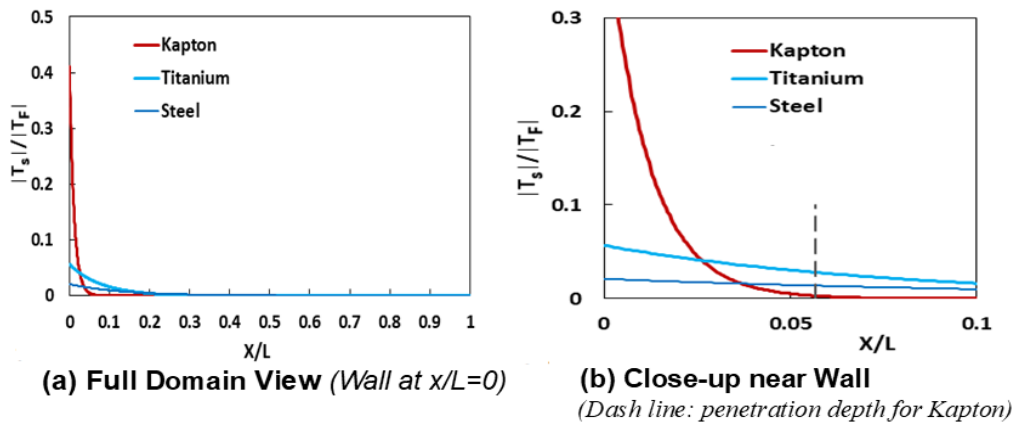 0.5
0.4
0.3
0.2
0.1
0
|Ts|/|TF|
Kapton
Titanium
Steel
0 0.1 0.2 0.3 0.4 0.5 0.6 0.7 0.8 0.9 1
X/L
(a) Full Domain View (Wall at x/L=0)
0.3
0.2
0.1
0
|Ts|/|TF|
Kapton
Titanium
Steel
0 0.05 0.1
X/L
(b) Close-up near Wall
(Dash line: penetration depth for Kapton)